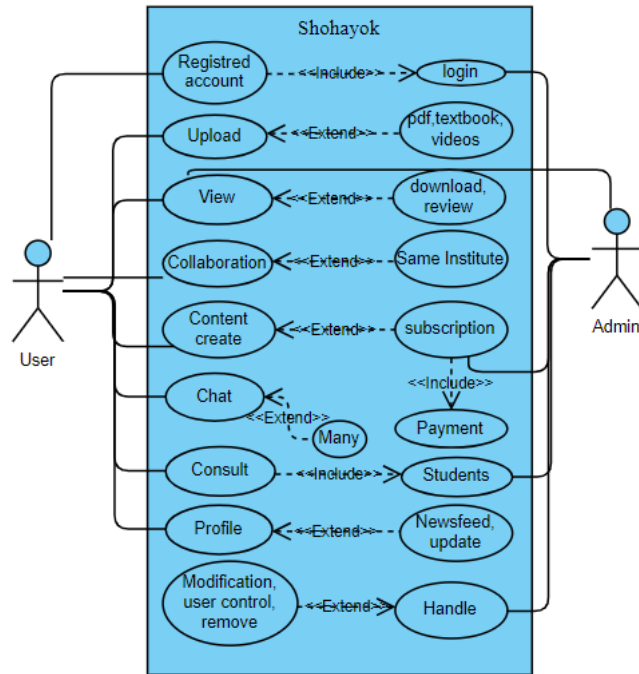 Shohayok
Registred
account
<<Include>>
login
Upload
<<Extend>>
pdf,textbook,
videos
View
<<Extend>>
download,
review
Collaboration
<<Extend>>
Same Institute
User
Admin
Content
create
<<Extend>>
subscription
<<Include>>
Chat
<<Extend>>
Many
Payment
Consult
<<Include>>
Students
Profile
<<Extend>>
Newsfeed,
update
Modification,
user control,
remove
<<Extend>>
Handle